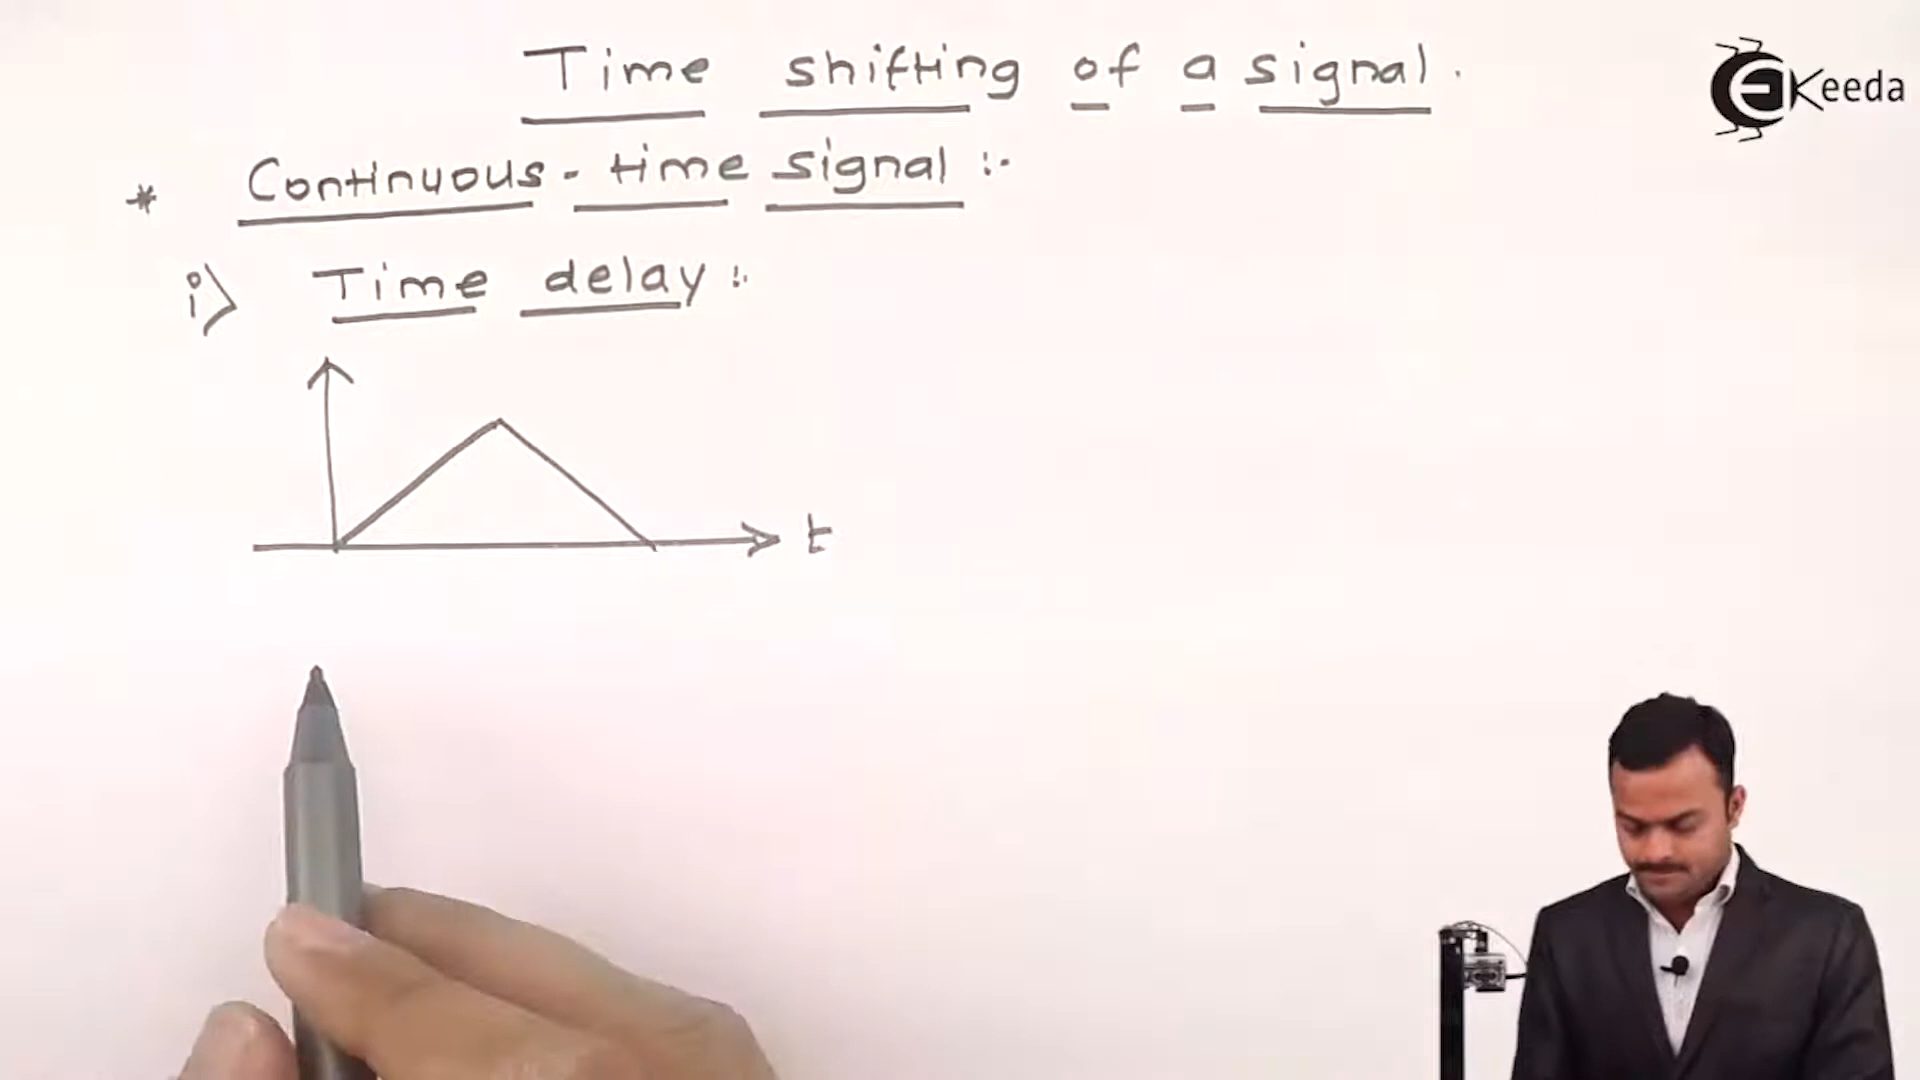 Time shifting of a signal.
Ekeeda
* Continuous - time signal :-
i) Time delay :-
t